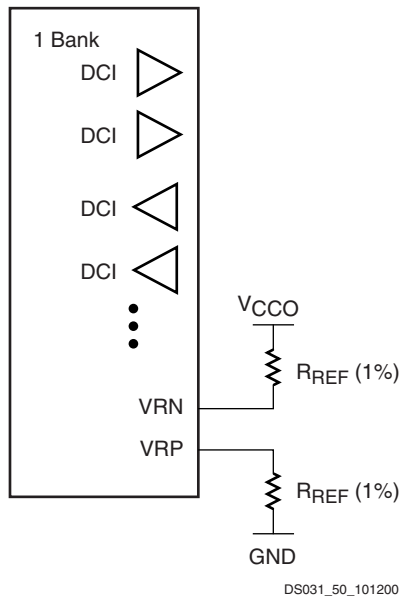 1 Bank
DCI
DCI
DCI
DCI
VCCO
RREF (1%)
VRN
VRP
RREF (1%)
GND
DS031_50_101200